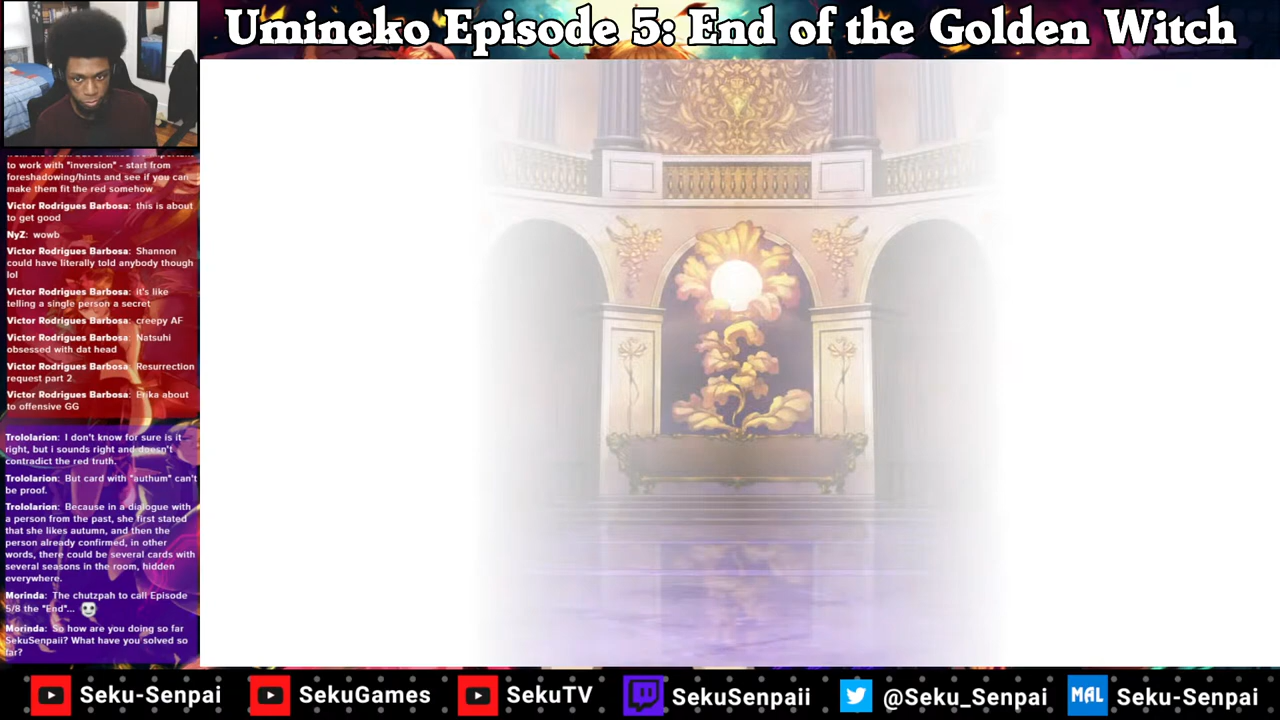 Umineko Episode 5: End of the Golden Witch
to work with "inversion" - start from
foreshadowing/hints and see if you can
make them fit the red somehow
Victor Rodrigues Barbosa: this is about
to get good
NyZ: wowb
Victor Rodrigues Barbosa: Shannon
could have literally told anybody though
lol
Victor Rodrigues Barbosa: it's like
telling a single person a secret
Victor Rodrigues Barbosa: creepy AF
Victor Rodrigues Barbosa: Natsuhi
obsessed with dat head
Victor Rodrigues Barbosa: Resurrection
request part 2
Victor Rodrigues Barbosa: Erika about
to offensive GG
Trololarion: I don't know for sure is it
right, but i sounds right and doesn't
contradict the red truth.
Trololarion: But card with "authum" can't
be proof.
Trololarion: Because in a dialogue with
a person from the past, she first stated
that she likes autumn, and then the
person already confirmed, in other
words, there could be several cards with
several seasons in the room, hidden
everywhere.
Morinda: The chutzpah to call Episode
5/8 the "End"...
Morinda: So how are you doing so far
SekuSenpaii? What have you solved so
far?
Seku-Senpai
SekuGames
SekuTV
SekuSenpaii
@Seku_Senpai
MAL
Seku-Senpai